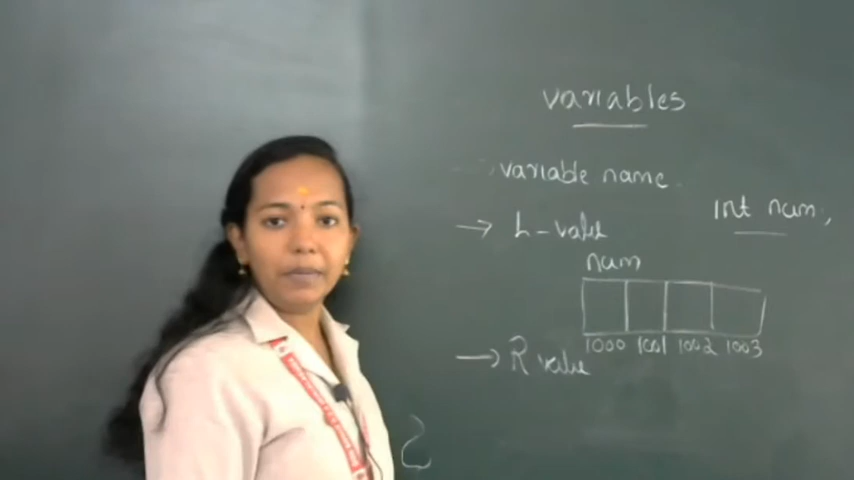 variables
variable name
→ L-value
int num;
num
1000 1001 1002 1003
→ R value